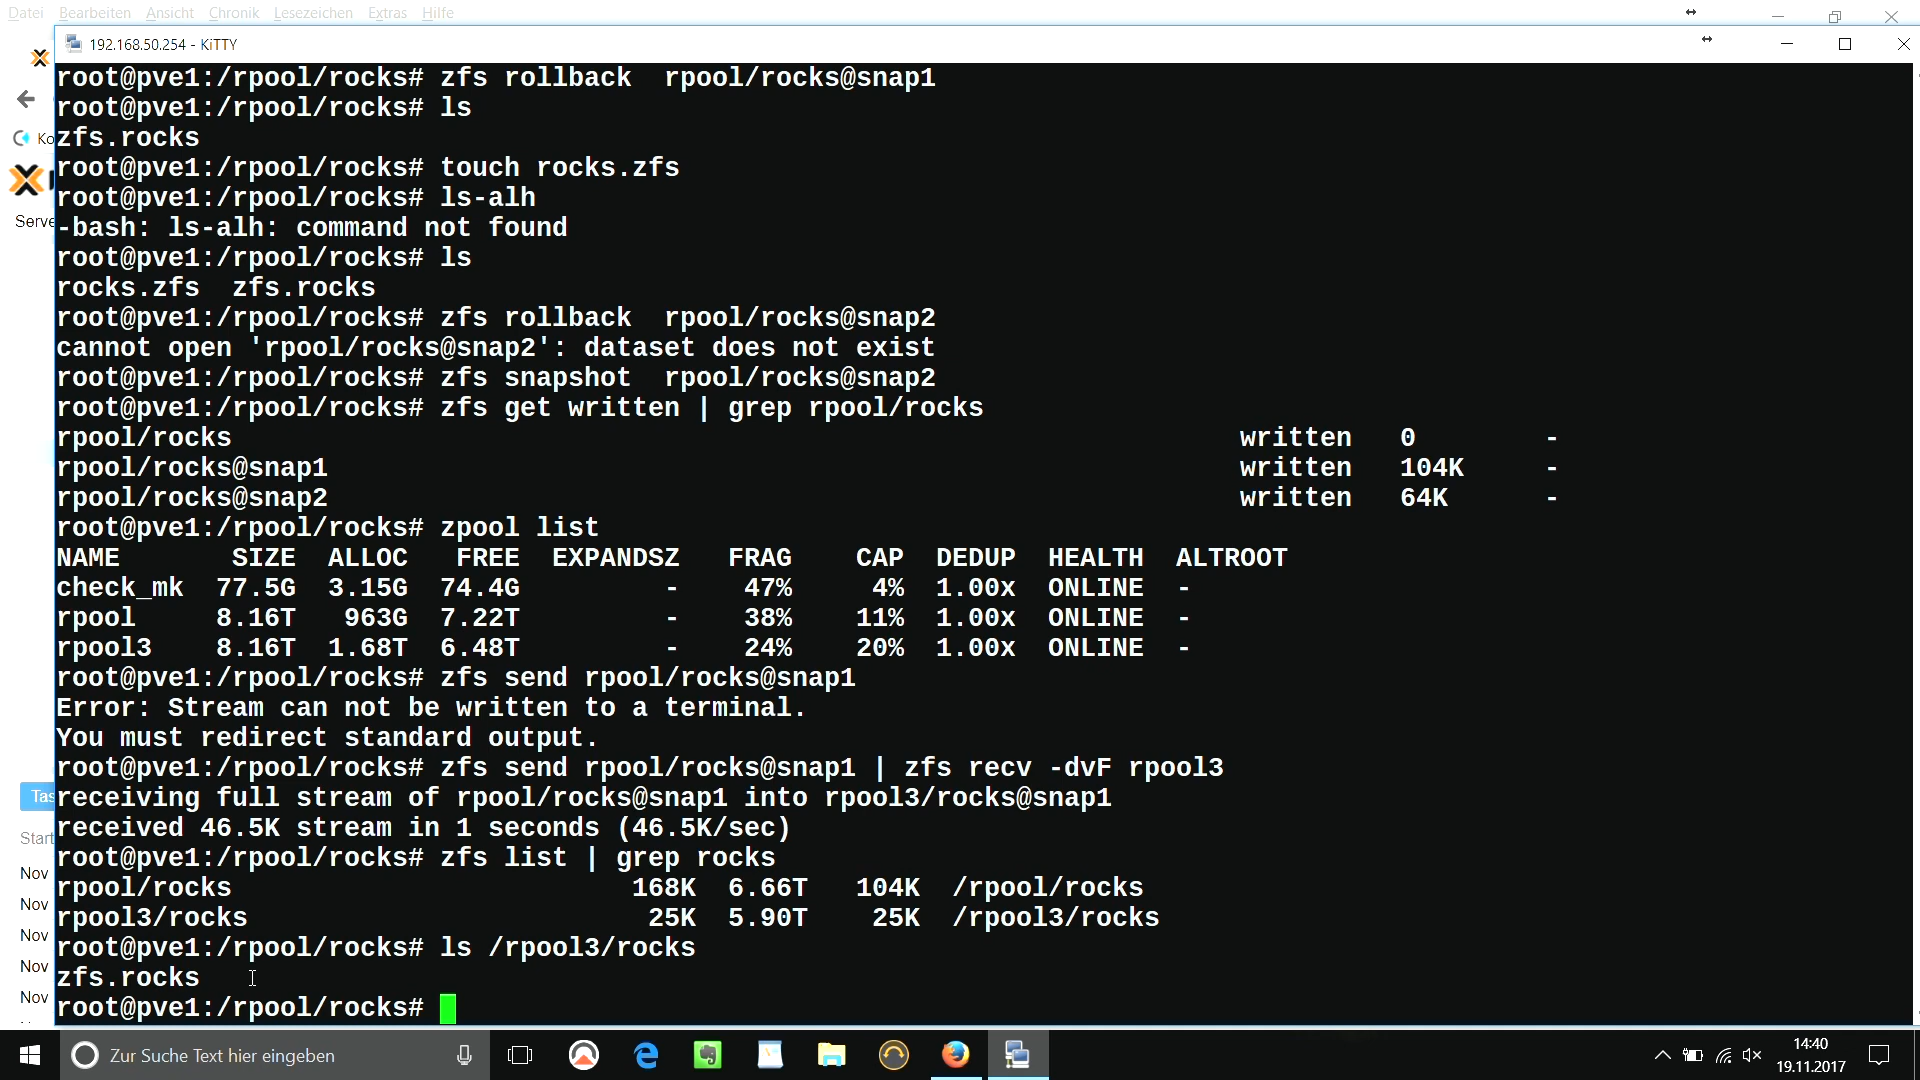 Datei Bearbeiten Ansicht Chronik Lesezeichen Extras Hilfe
192.168.50.254 - KiTTY
root@pve1:/rpool/rocks# zfs rollback  rpool/rocks@snap1
root@pve1:/rpool/rocks# ls
zfs.rocks
root@pve1:/rpool/rocks# touch rocks.zfs
root@pve1:/rpool/rocks# ls-alh
-bash: ls-alh: command not found
root@pve1:/rpool/rocks# ls
rocks.zfs  zfs.rocks
root@pve1:/rpool/rocks# zfs rollback  rpool/rocks@snap2
cannot open 'rpool/rocks@snap2': dataset does not exist
root@pve1:/rpool/rocks# zfs snapshot  rpool/rocks@snap2
root@pve1:/rpool/rocks# zfs get written | grep rpool/rocks
rpool/rocks written 0 -
rpool/rocks@snap1 written 104K -
rpool/rocks@snap2 written 64K -
root@pve1:/rpool/rocks# zpool list
NAME SIZE ALLOC FREE EXPANDSZ FRAG CAP DEDUP HEALTH ALTROOT
check_mk 77.5G 3.15G 74.4G - 47% 4% 1.00x ONLINE -
rpool 8.16T 963G 7.22T - 38% 11% 1.00x ONLINE -
rpool3 8.16T 1.68T 6.48T - 24% 20% 1.00x ONLINE -
root@pve1:/rpool/rocks# zfs send rpool/rocks@snap1
Error: Stream can not be written to a terminal.
You must redirect standard output.
root@pve1:/rpool/rocks# zfs send rpool/rocks@snap1 | zfs recv -dvF rpool3
receiving full stream of rpool/rocks@snap1 into rpool3/rocks@snap1
received 46.5K stream in 1 seconds (46.5K/sec)
root@pve1:/rpool/rocks# zfs list | grep rocks
rpool/rocks 168K 6.66T 104K /rpool/rocks
rpool3/rocks 25K 5.90T 25K /rpool3/rocks
root@pve1:/rpool/rocks# ls /rpool3/rocks
zfs.rocks
root@pve1:/rpool/rocks#
Ko
Serve
Tas
Start
Nov
Nov
Nov
Nov
Nov
Zur Suche Text hier eingeben
14:40
19.11.2017